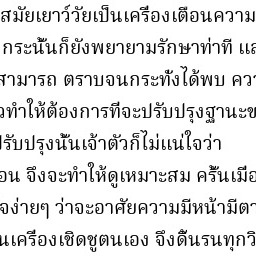 สมัยเยาว์วัยเป็นเครื่องเตือนความ
กระนั้นก็ยังพยายามรักษาท่าที แล
สามารถ ตราบจนกระทั่งได้พบ ควา
วทำให้ต้องการที่จะปรับปรุงฐานะข
รับปรุงนั้นเจ้าตัวก็ไม่แน่ใจว่า
อน จึงจะทำให้ดูเหมาะสม ครั้นเมื่อ
ใจง่ายๆ ว่าจะอาศัยความมีหน้ามีตา
นเครื่องเชิดชูตนเอง จึงดิ้นรนทุกวิ